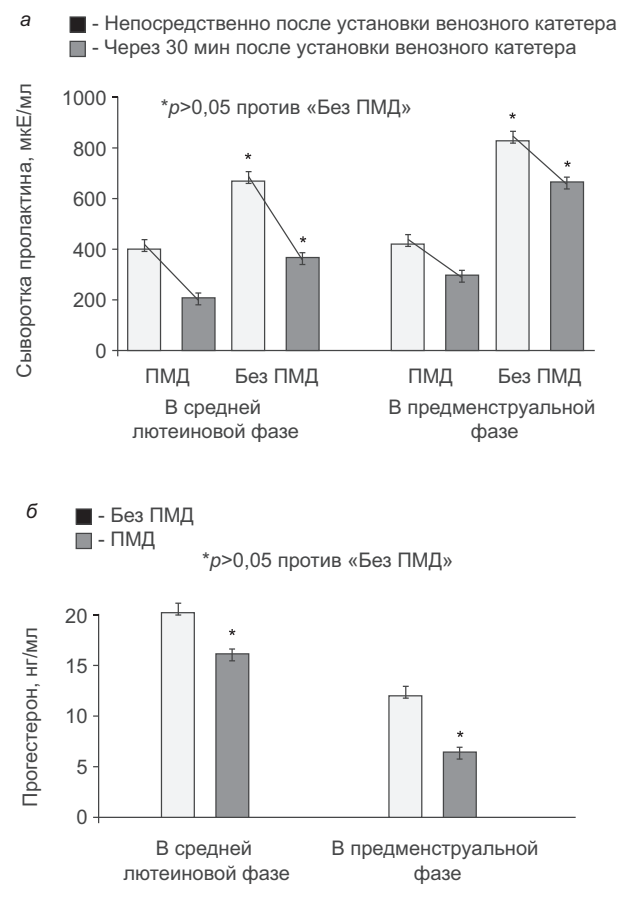 а
■ - Непосредственно после установки венозного катетера
■ - Через 30 мин после установки венозного катетера
*p>0,05 против «Без ПМД»
Сыворотка пролактина, мкЕ/мл
1000
800
600
400
200
0
* * * *
ПМД Без ПМД ПМД Без ПМД
В средней лютеиновой фазе
В предменструальной фазе
б
■ - Без ПМД
■ - ПМД
*p>0,05 против «Без ПМД»
Прогестерон, нг/мл
20
15
10
5
0
* *
В средней лютеиновой фазе
В предменструальной фазе